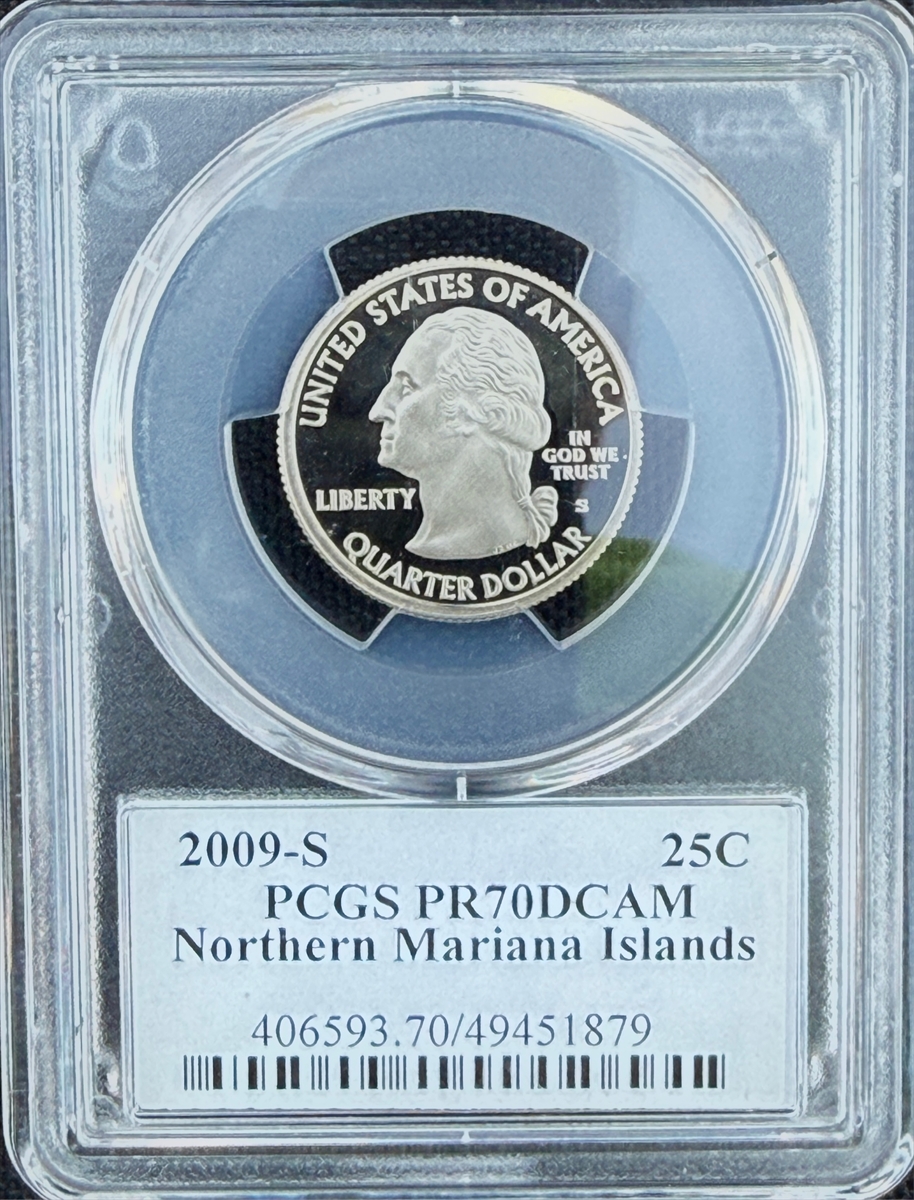 UNITED STATES OF AMERICA
IN
GOD WE
TRUST
LIBERTY
S
QUARTER DOLLAR
2009-S 25C
PCGS PR70DCAM
Northern Mariana Islands
406593.70/49451879